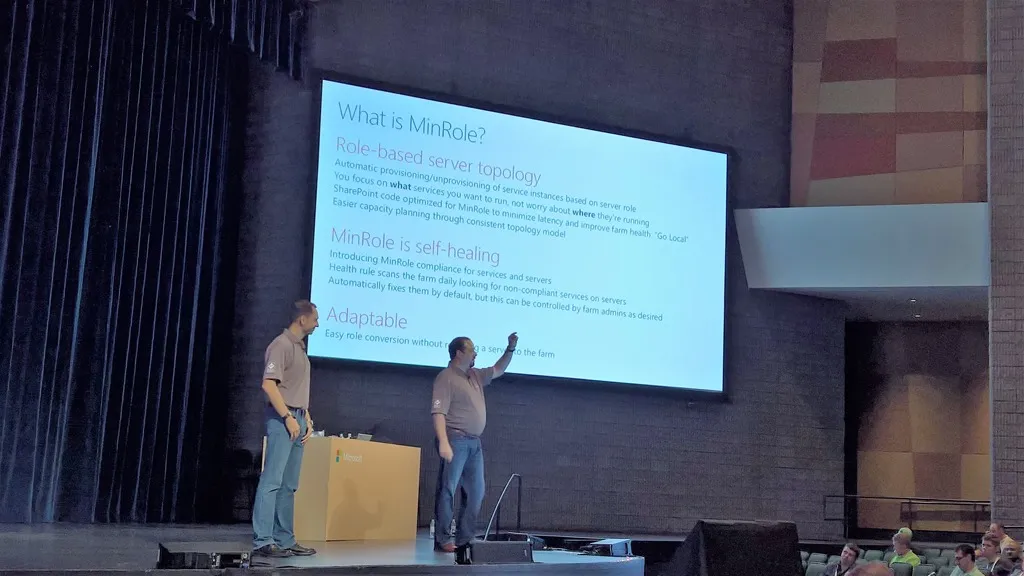 What is MinRole?
Role-based server topology
Automatic provisioning/unprovisioning of service instances based on server role
You focus on what services you want to run, not worry about where they're running
SharePoint code optimized for MinRole to minimize latency and improve farm health "Go Local"
Easier capacity planning through consistent topology model
MinRole is self-healing
Introducing MinRole compliance for services and servers
Health rule scans the farm daily looking for non-compliant services on servers
Automatically fixes them by default, but this can be controlled by farm admins as desired
Adaptable
Easy role conversion without a server to the farm
Microsoft